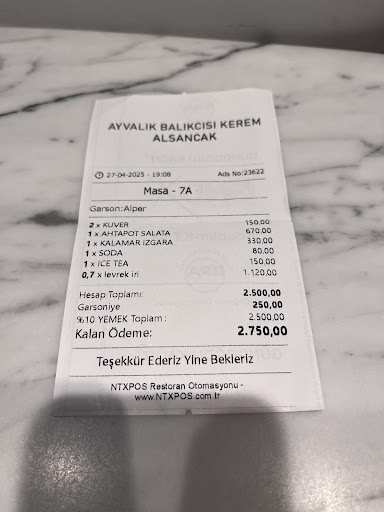 AYVALIK BALIKCISI KEREM
ALSANCAK
27-04-2025 - 19:08 Ads No:23622
Masa - 7A
Garson:Alper
2 x KUVER 150,00
1 x AHTAPOT SALATA 670,00
1 x KALAMAR IZGARA 330,00
1 x SODA 80,00
1 x ICE TEA 150,00
0,7 x levrek iri 1.120,00
Hesap Toplamı: 2.500,00
Garsoniye 250,00
%10 YEMEK Toplam : 2.500,00
Kalan Ödeme: 2.750,00
Teşekkür Ederiz Yine Bekleriz
NTXPOS Restoran Otomasyonu -
www.NTXPOS.com.tr